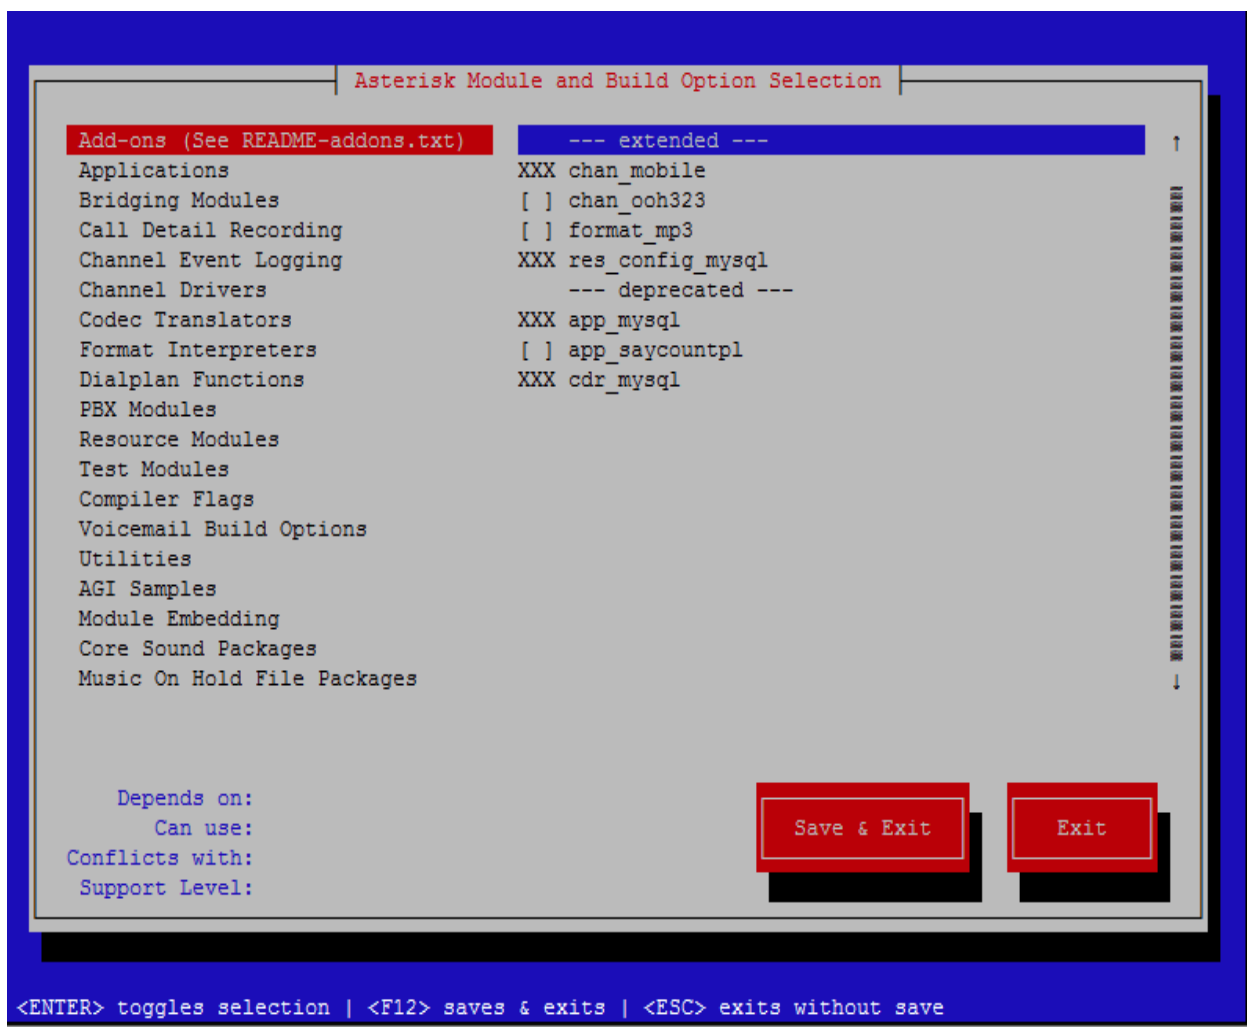 Asterisk Module and Build Option Selection
Add-ons (See README-addons.txt) --- extended ---
Applications XXX chan_mobile
Bridging Modules [ ] chan_ooh323
Call Detail Recording [ ] format_mp3
Channel Event Logging XXX res_config_mysql
Channel Drivers --- deprecated ---
Codec Translators XXX app_mysql
Format Interpreters [ ] app_saycountpl
Dialplan Functions XXX cdr_mysql
PBX Modules
Resource Modules
Test Modules
Compiler Flags
Voicemail Build Options
Utilities
AGI Samples
Module Embedding
Core Sound Packages
Music On Hold File Packages
Depends on:
Can use: Save & Exit Exit
Conflicts with:
Support Level:
<ENTER> toggles selection | <F12> saves & exits | <ESC> exits without save